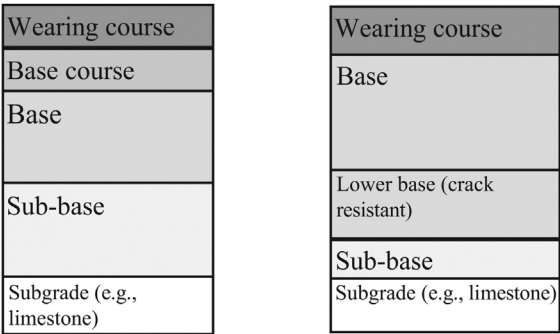 Wearing course
Base course
Base
Sub-base
Subgrade (e.g.,
limestone)
Wearing course
Base
Lower base (crack
resistant)
Sub-base
Subgrade (e.g., limestone)